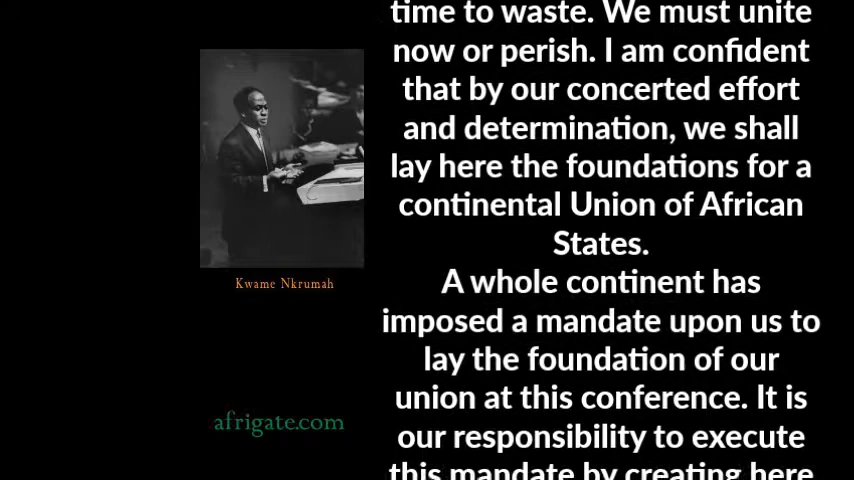 time to waste. We must unite
now or perish. I am confident
that by our concerted effort
and determination, we shall
lay here the foundations for a
continental Union of African
States.
A whole continent has
imposed a mandate upon us to
lay the foundation of our
union at this conference. It is
our responsibility to execute
this mandate by creating here
Kwame Nkrumah
afrigate.com